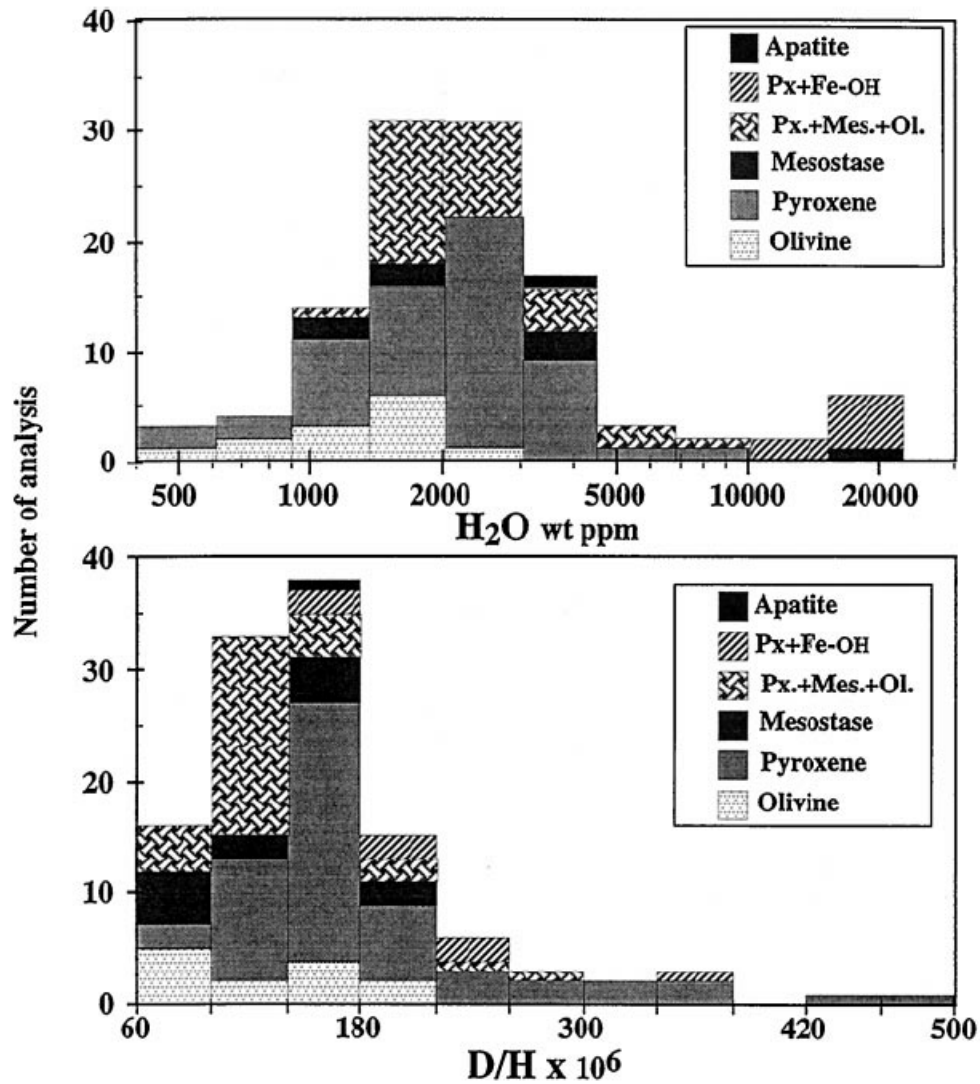 40
30
20
10
0
Apatite
Px+Fe-OH
Px.+Mes.+Ol.
Mesostase
Pyroxene
Olivine
500 1000 2000 5000 10000 20000
H₂O wt ppm
Number of analysis
40
30
20
10
0
Apatite
Px+Fe-OH
Px.+Mes.+Ol.
Mesostase
Pyroxene
Olivine
60 180 300 420 500
D/H x 10⁶